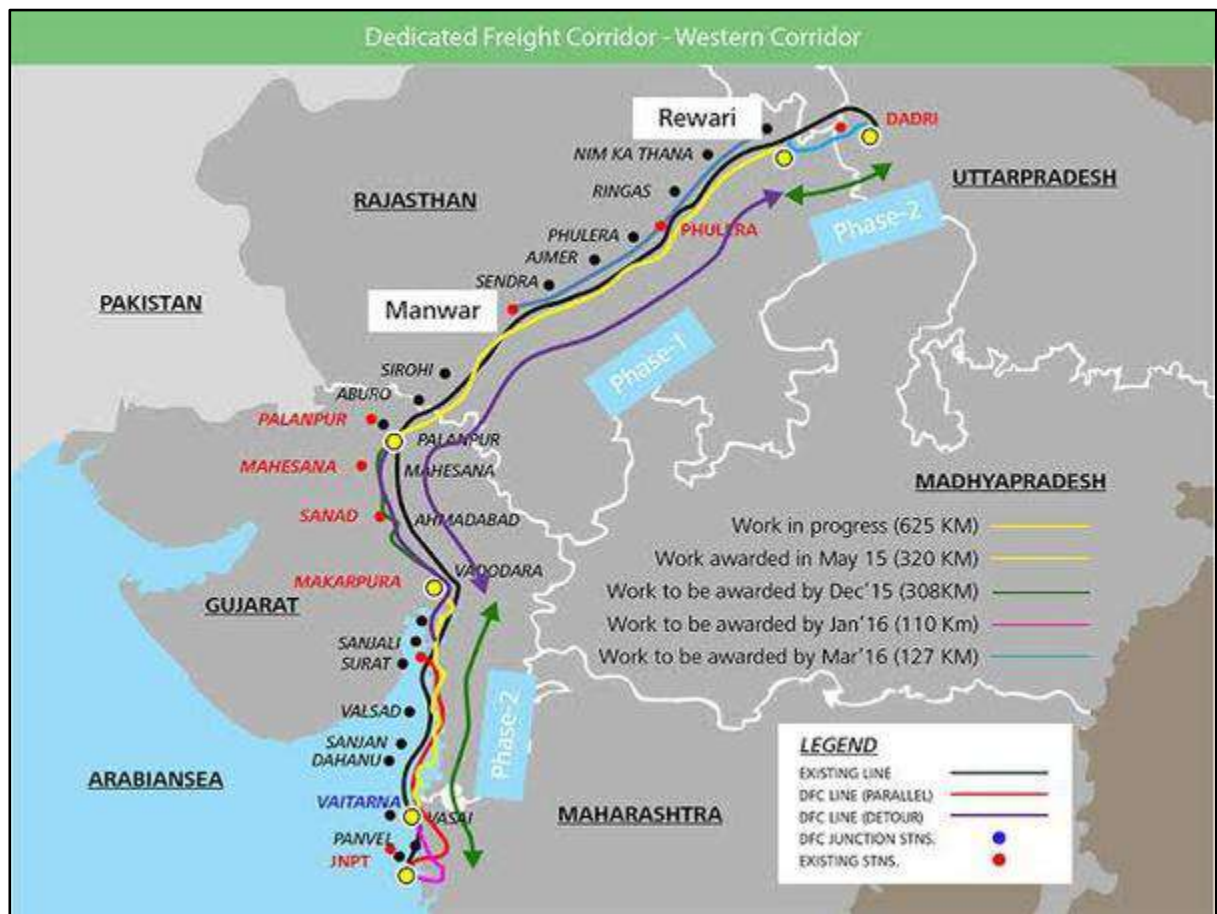 Dedicated Freight Corridor - Western Corridor
Rewari
DADRI
NIM KA THANA
UTTARPRADESH
RAJASTHAN
RINGAS
Phase-2
PHULERA
PHULERA
AJMER
SENDRA
PAKISTAN
Manwar
Phase-1
SIROHI
ABURO
PALANPUR
PALANPUR
MAHESANA
MAHESANA
MADHYAPRADESH
SANAD
AHMADABAD
Work in progress (625 KM)
Work awarded in May 15 (320 KM)
VADODARA
MAKARPURA
Work to be awarded by Dec'15 (308KM)
GUJARAT
Work to be awarded by Jan'16 (110 Km)
SANJALI
SURAT
Work to be awarded by Mar'16 (127 KM)
Phase-2
VALSAD
SANJAN
DAHANU
LEGEND
ARABIANSEA
EXISTING LINE
DFC LINE (PARALLEL)
VAITARNA
VASAI
MAHARASHTRA
DFC LINE (DETOUR)
PANVEL
DFC JUNCTION STNS.
JNPT
EXISTING STNS.